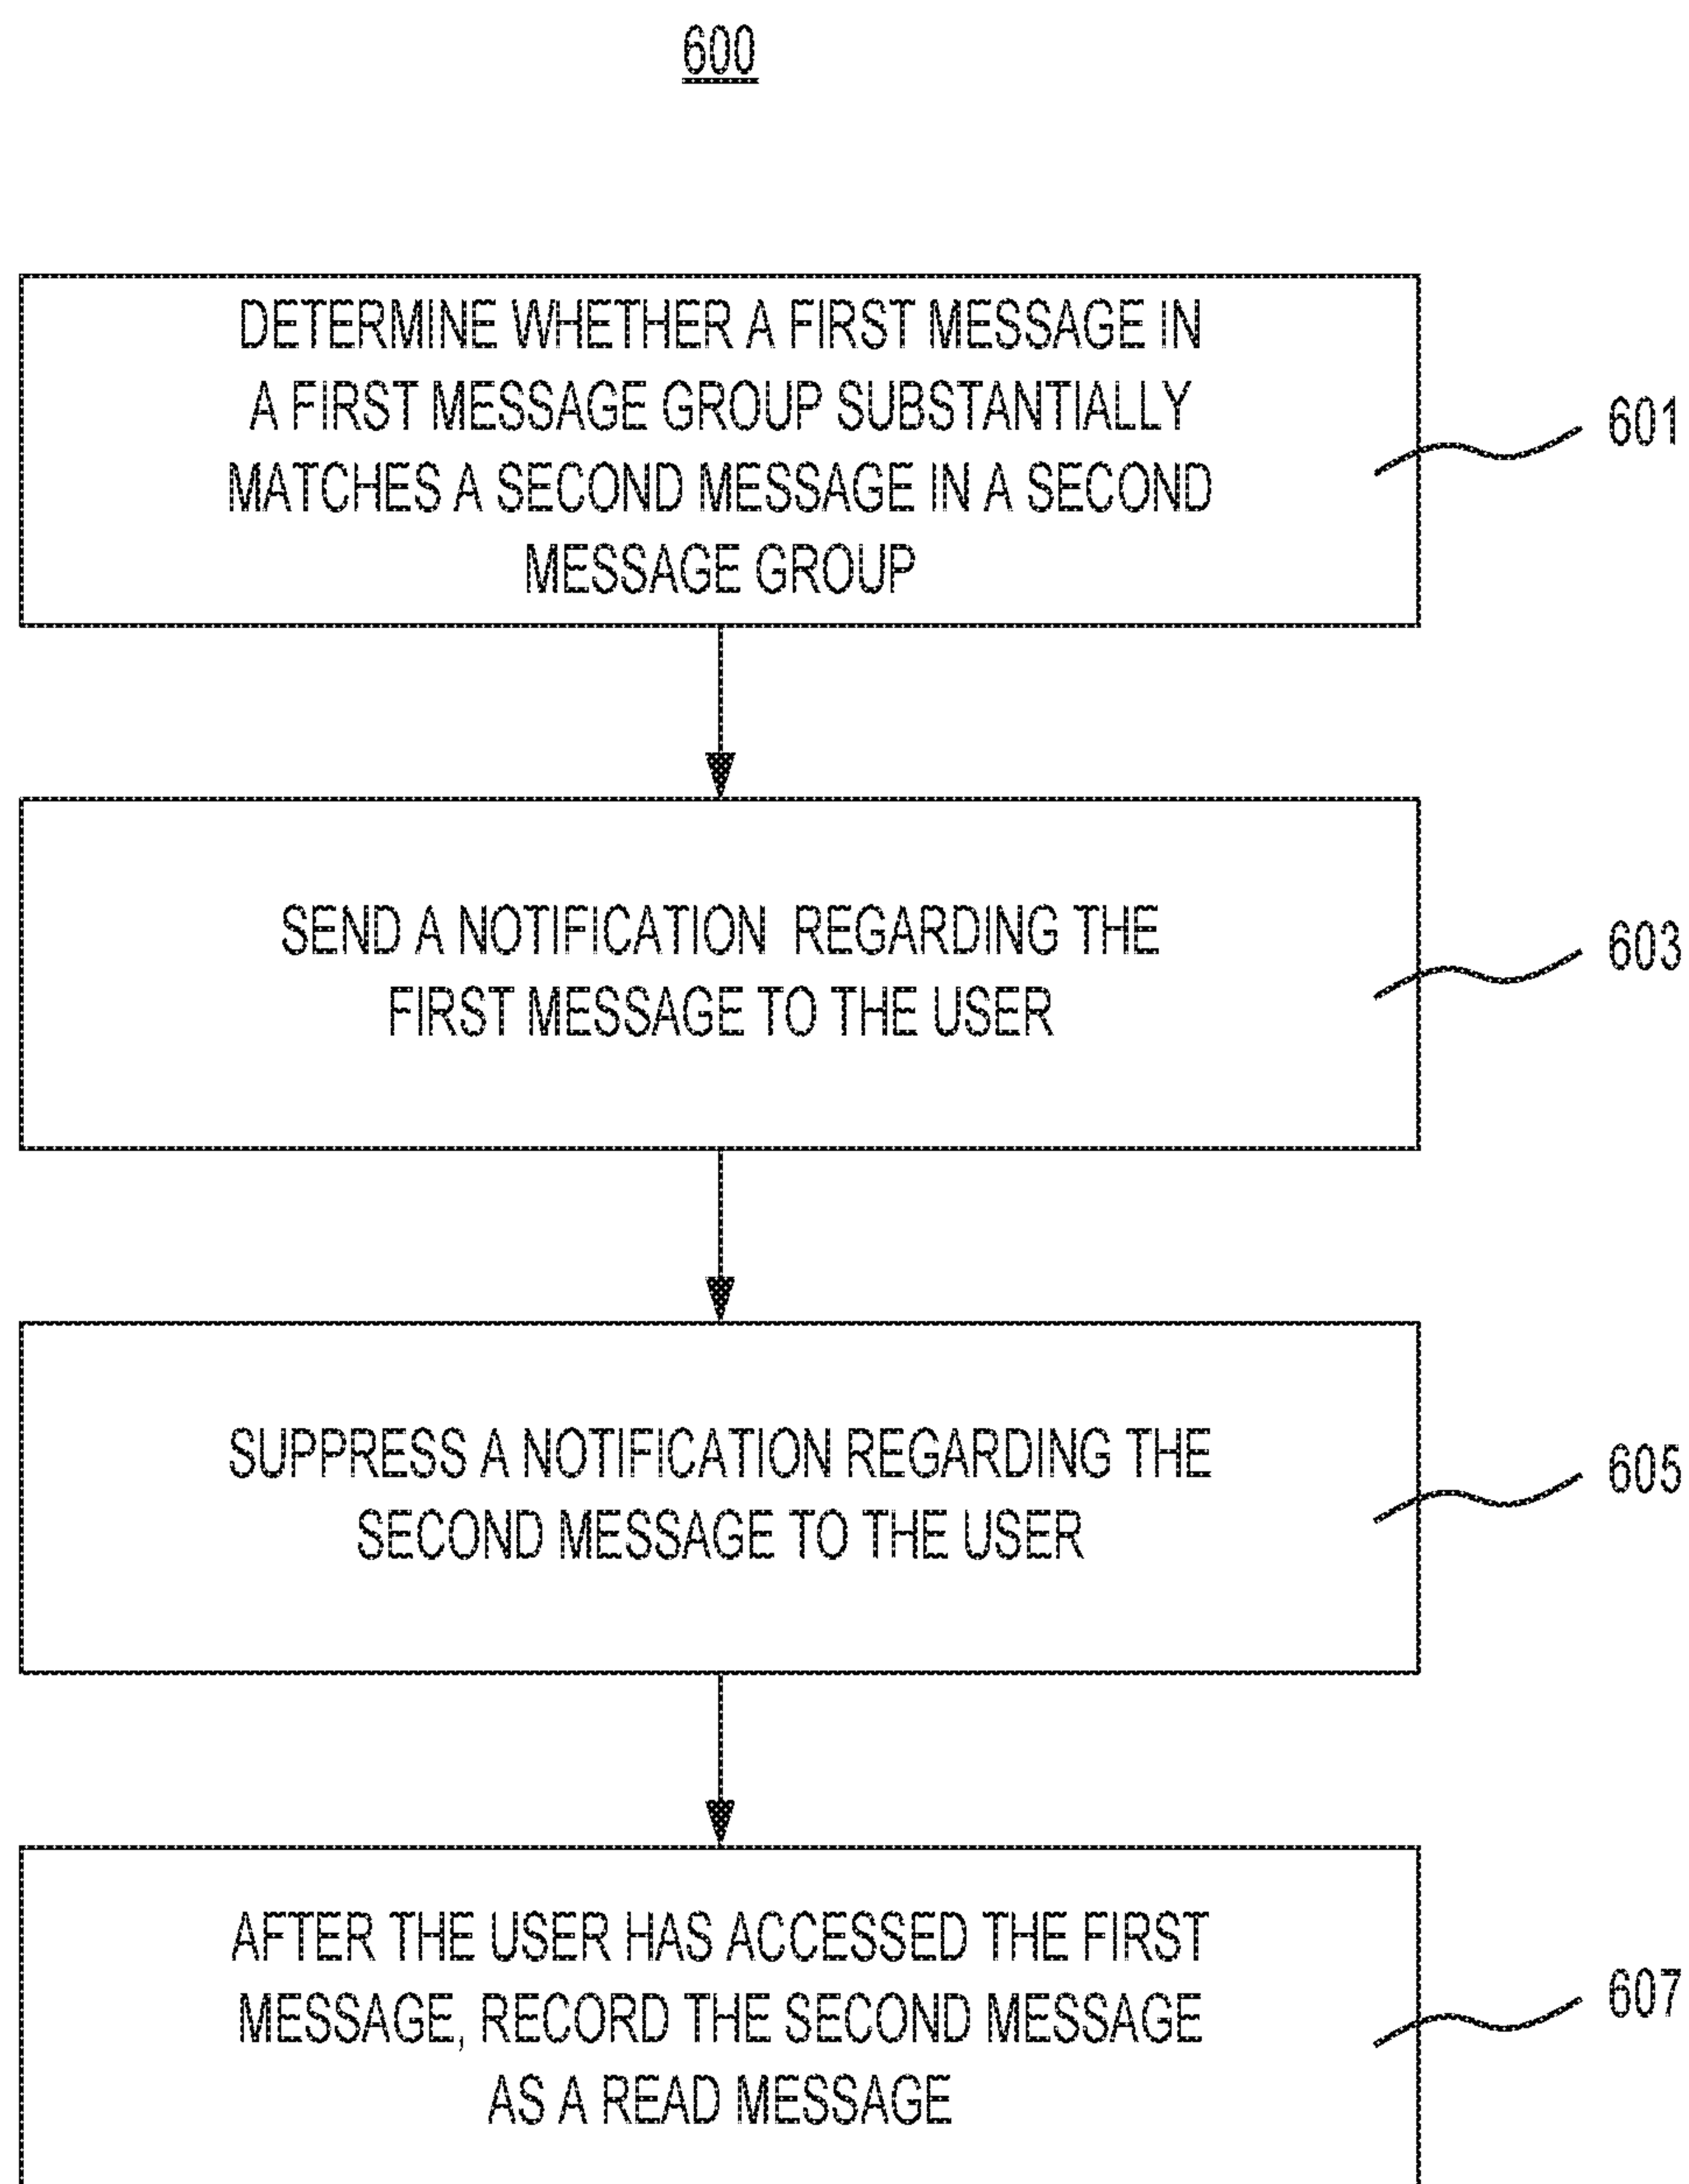 600
DETERMINE WHETHER A FIRST MESSAGE IN
A FIRST MESSAGE GROUP SUBSTANTIALLY
MATCHES A SECOND MESSAGE IN A SECOND
MESSAGE GROUP
601
SEND A NOTIFICATION REGARDING THE
FIRST MESSAGE TO THE USER
603
SUPPRESS A NOTIFICATION REGARDING THE
SECOND MESSAGE TO THE USER
605
AFTER THE USER HAS ACCESSED THE FIRST
MESSAGE, RECORD THE SECOND MESSAGE
AS A READ MESSAGE
607